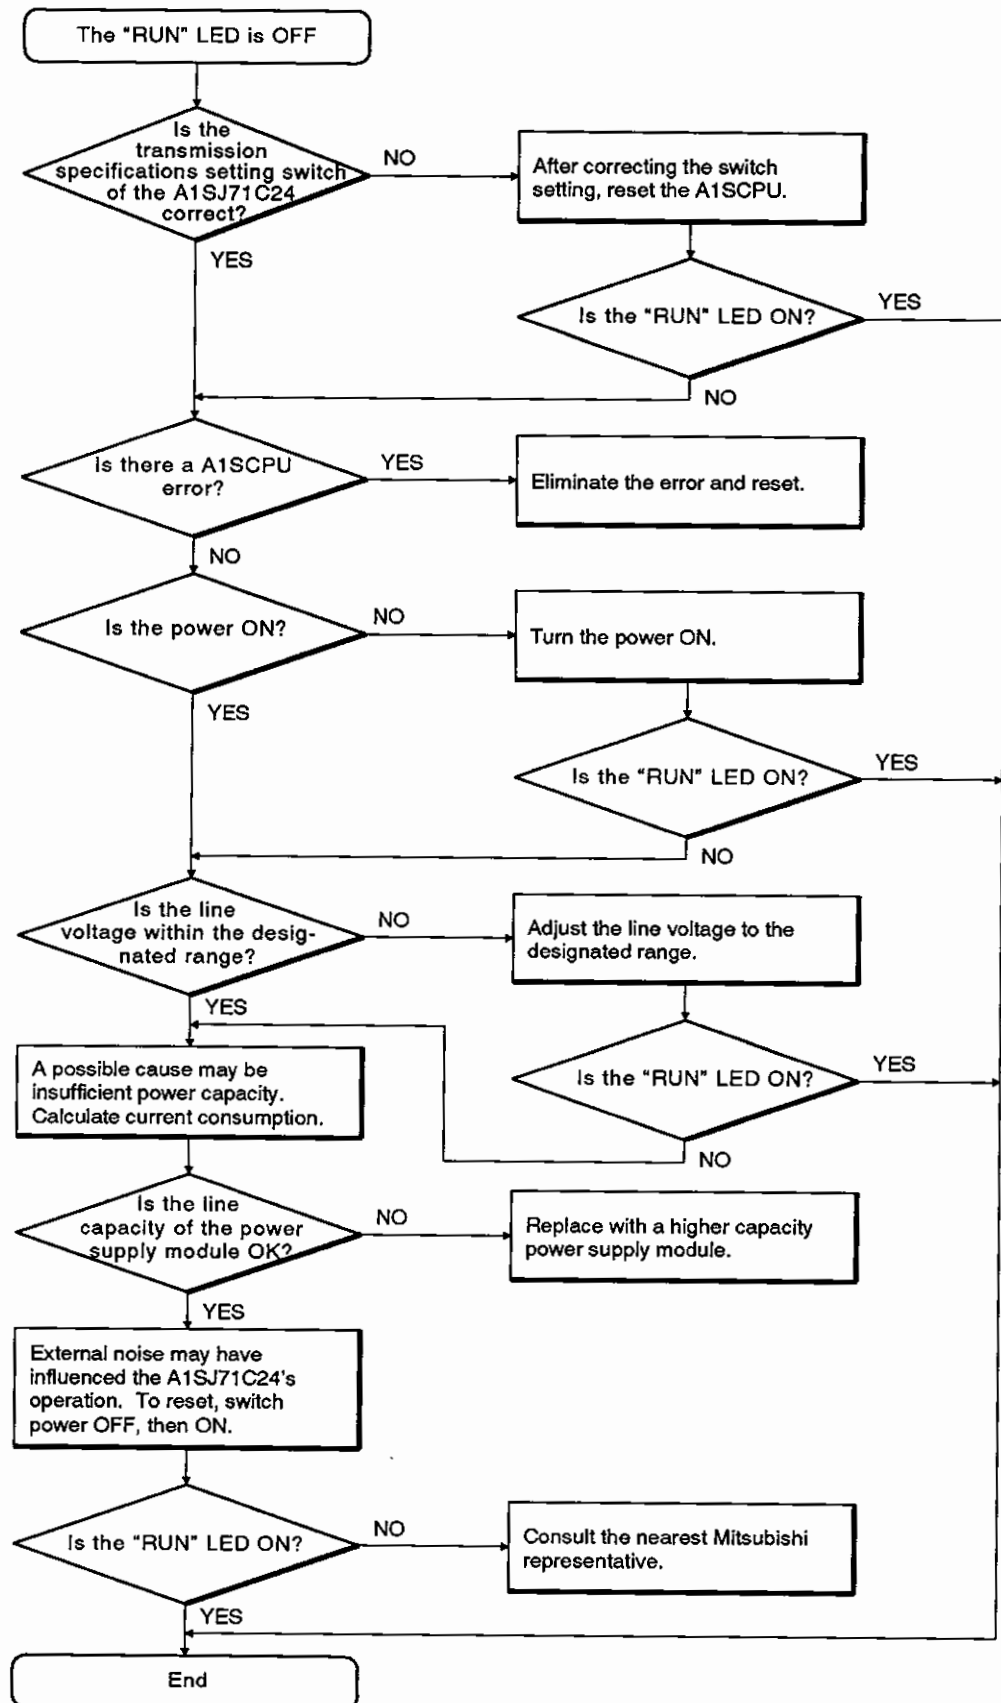 The "RUN" LED is OFF
Is the
transmission
specifications setting switch
of the A1SJ71C24
correct?
NO
After correcting the switch
setting, reset the A1SCPU.
YES
Is the "RUN" LED ON?
YES
NO
Is there a A1SCPU
error?
YES
Eliminate the error and reset.
NO
Is the power ON?
NO
Turn the power ON.
YES
Is the "RUN" LED ON?
YES
NO
Is the line
voltage within the desig-
nated range?
NO
Adjust the line voltage to the
designated range.
YES
Is the "RUN" LED ON?
YES
NO
A possible cause may be
insufficient power capacity.
Calculate current consumption.
Is the line
capacity of the power
supply module OK?
NO
Replace with a higher capacity
power supply module.
YES
External noise may have
influenced the A1SJ71C24's
operation. To reset, switch
power OFF, then ON.
Is the "RUN" LED ON?
NO
Consult the nearest Mitsubishi
representative.
YES
End